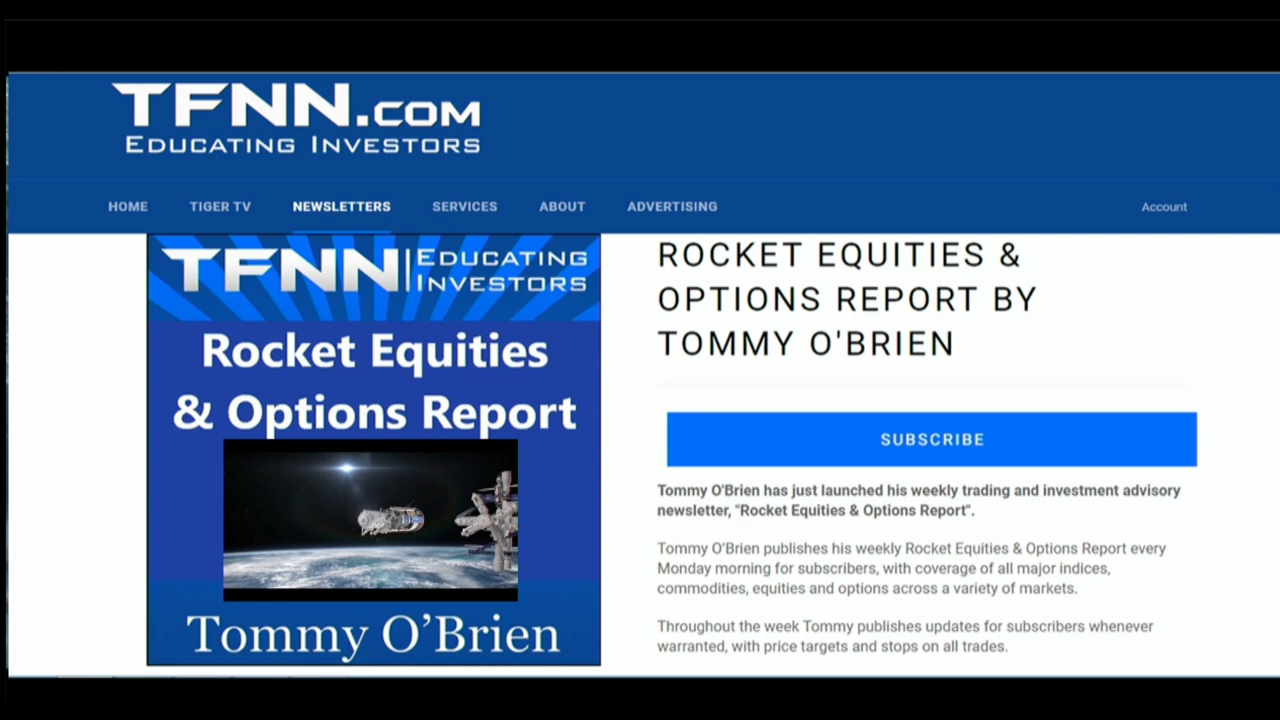 TFNN.COM
EDUCATING INVESTORS
HOME TIGER TV NEWSLETTERS SERVICES ABOUT ADVERTISING Account
TFNN EDUCATING
INVESTORS
Rocket Equities
& Options Report
Tommy O’Brien
ROCKET EQUITIES &
OPTIONS REPORT BY
TOMMY O'BRIEN
SUBSCRIBE
Tommy O'Brien has just launched his weekly trading and investment advisory
newsletter, "Rocket Equities & Options Report".
Tommy O’Brien publishes his weekly Rocket Equities & Options Report every
Monday morning for subscribers, with coverage of all major indices,
commodities, equities and options across a variety of markets.
Throughout the week Tommy publishes updates for subscribers whenever
warranted, with price targets and stops on all trades.